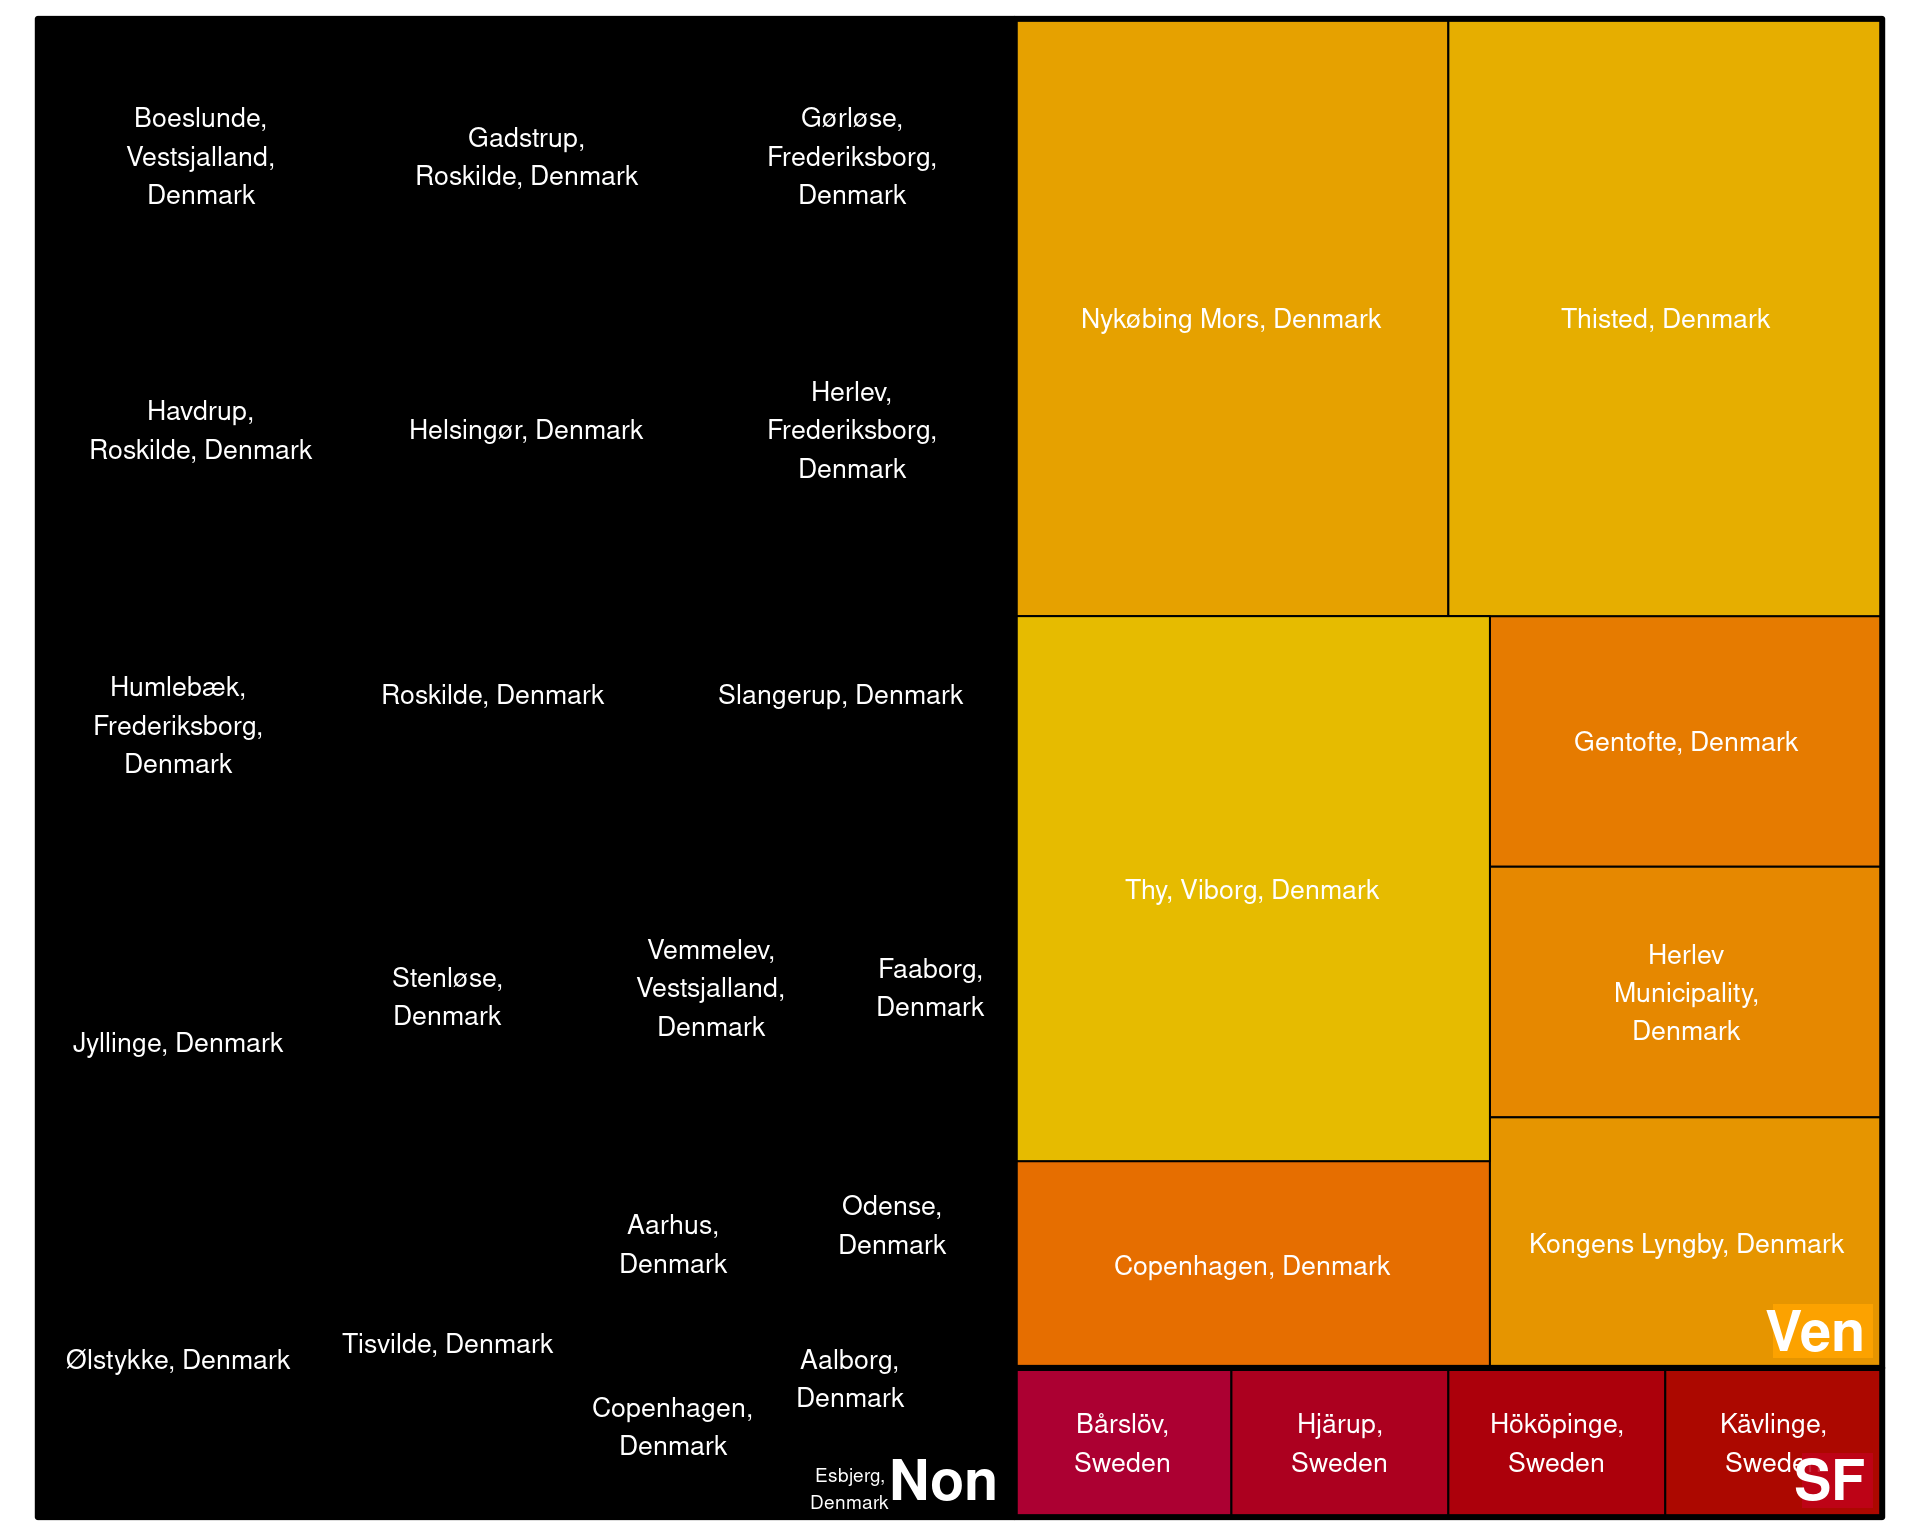 Boeslunde,
Vestsjalland,
Denmark
Gadstrup,
Roskilde, Denmark
Gørløse,
Frederiksborg,
Denmark
Havdrup,
Roskilde, Denmark
Helsingør, Denmark
Herlev,
Frederiksborg,
Denmark
Humlebæk,
Frederiksborg,
Denmark
Roskilde, Denmark
Slangerup, Denmark
Jyllinge, Denmark
Stenløse,
Denmark
Vemmelev,
Vestsjalland,
Denmark
Faaborg,
Denmark
Ølstykke, Denmark
Tisvilde, Denmark
Aarhus,
Denmark
Odense,
Denmark
Copenhagen,
Denmark
Aalborg,
Denmark
Esbjerg,
Denmark
Non
Nykøbing Mors, Denmark
Thisted, Denmark
Thy, Viborg, Denmark
Gentofte, Denmark
Herlev
Municipality,
Denmark
Copenhagen, Denmark
Kongens Lyngby, Denmark
Ven
Bårslöv,
Sweden
Hjärup,
Sweden
Hököpinge,
Sweden
Kävlinge,
Swede
SF